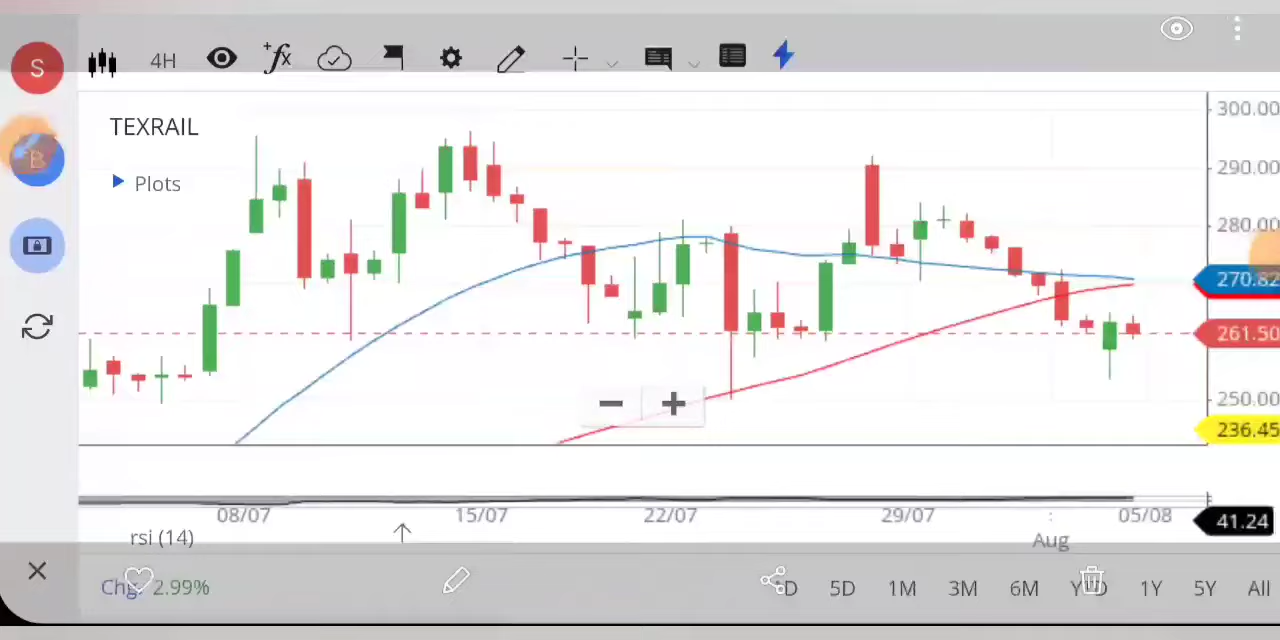 S
4H
fx
B
TEXRAIL
Plots
300.00
290.00
280.00
270.82
261.50
250.00
236.45
08/07
15/07
22/07
29/07
05/08
Aug
rsi (14)
41.24
Chg: 2.99%
5D
1M
3M
6M
YTD
1Y
5Y
All